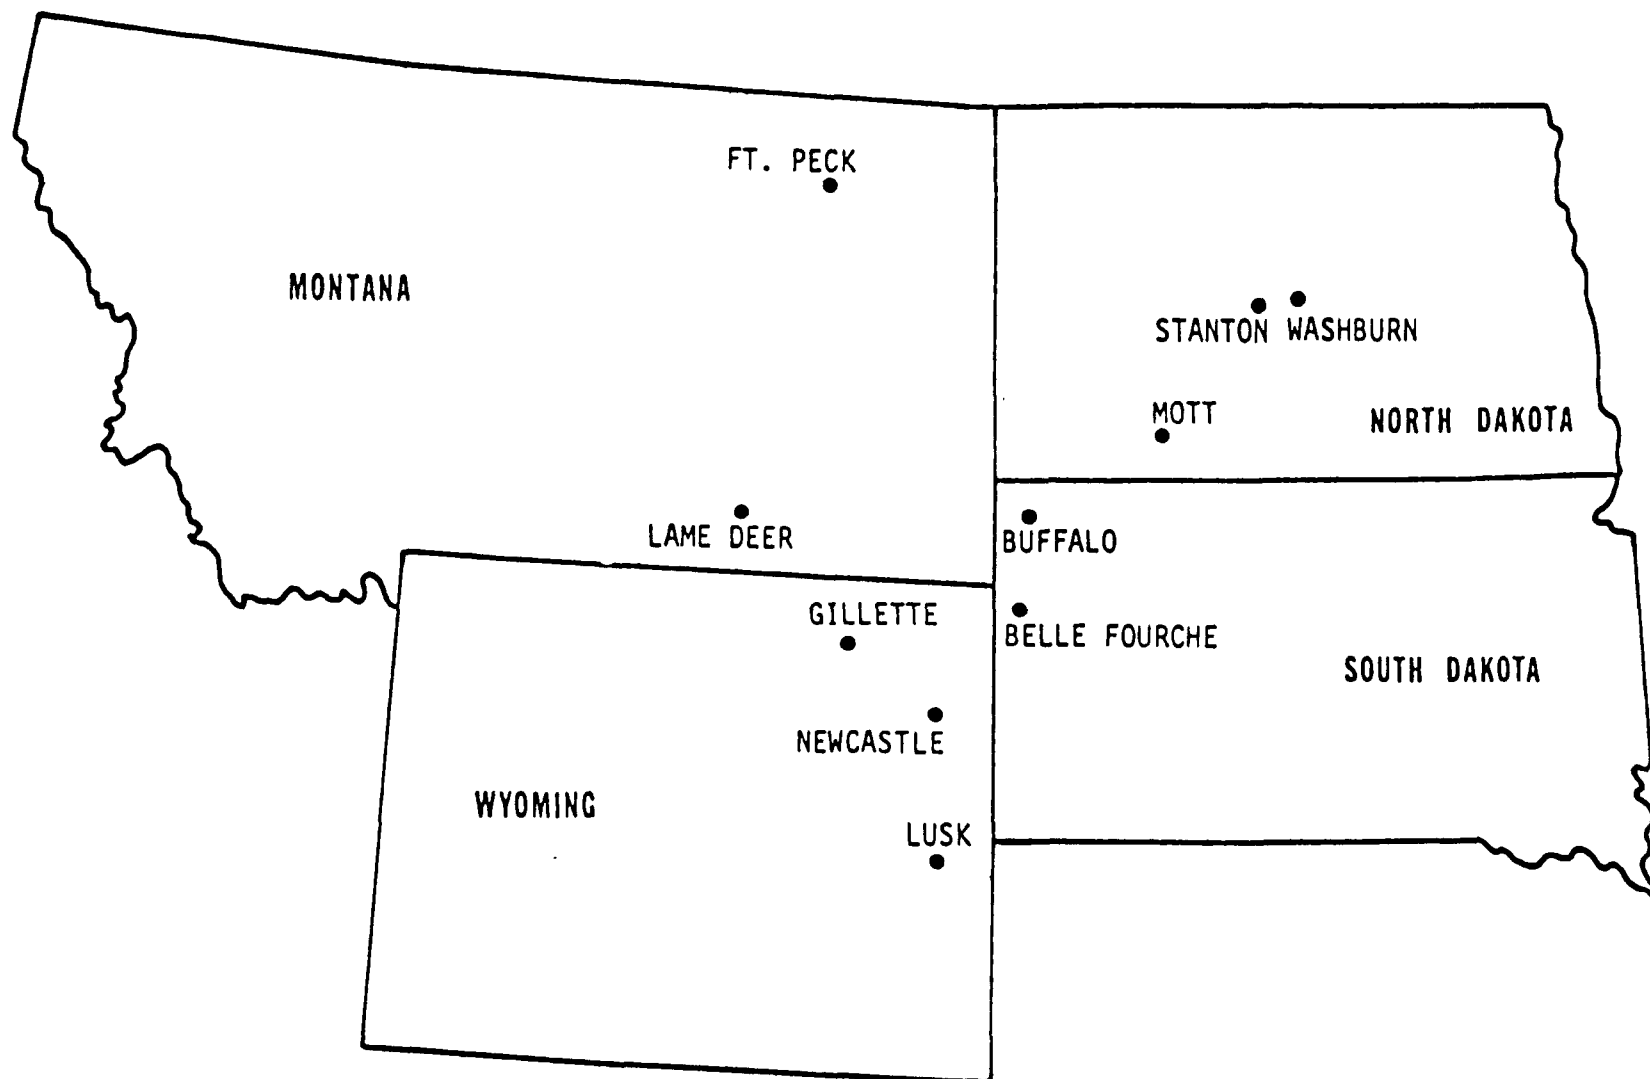 FT. PECK
MONTANA
STANTON WASHBURN
MOTT
NORTH DAKOTA
LAME DEER
BUFFALO
GILLETTE
BELLE FOURCHE
SOUTH DAKOTA
NEWCASTLE
WYOMING
LUSK